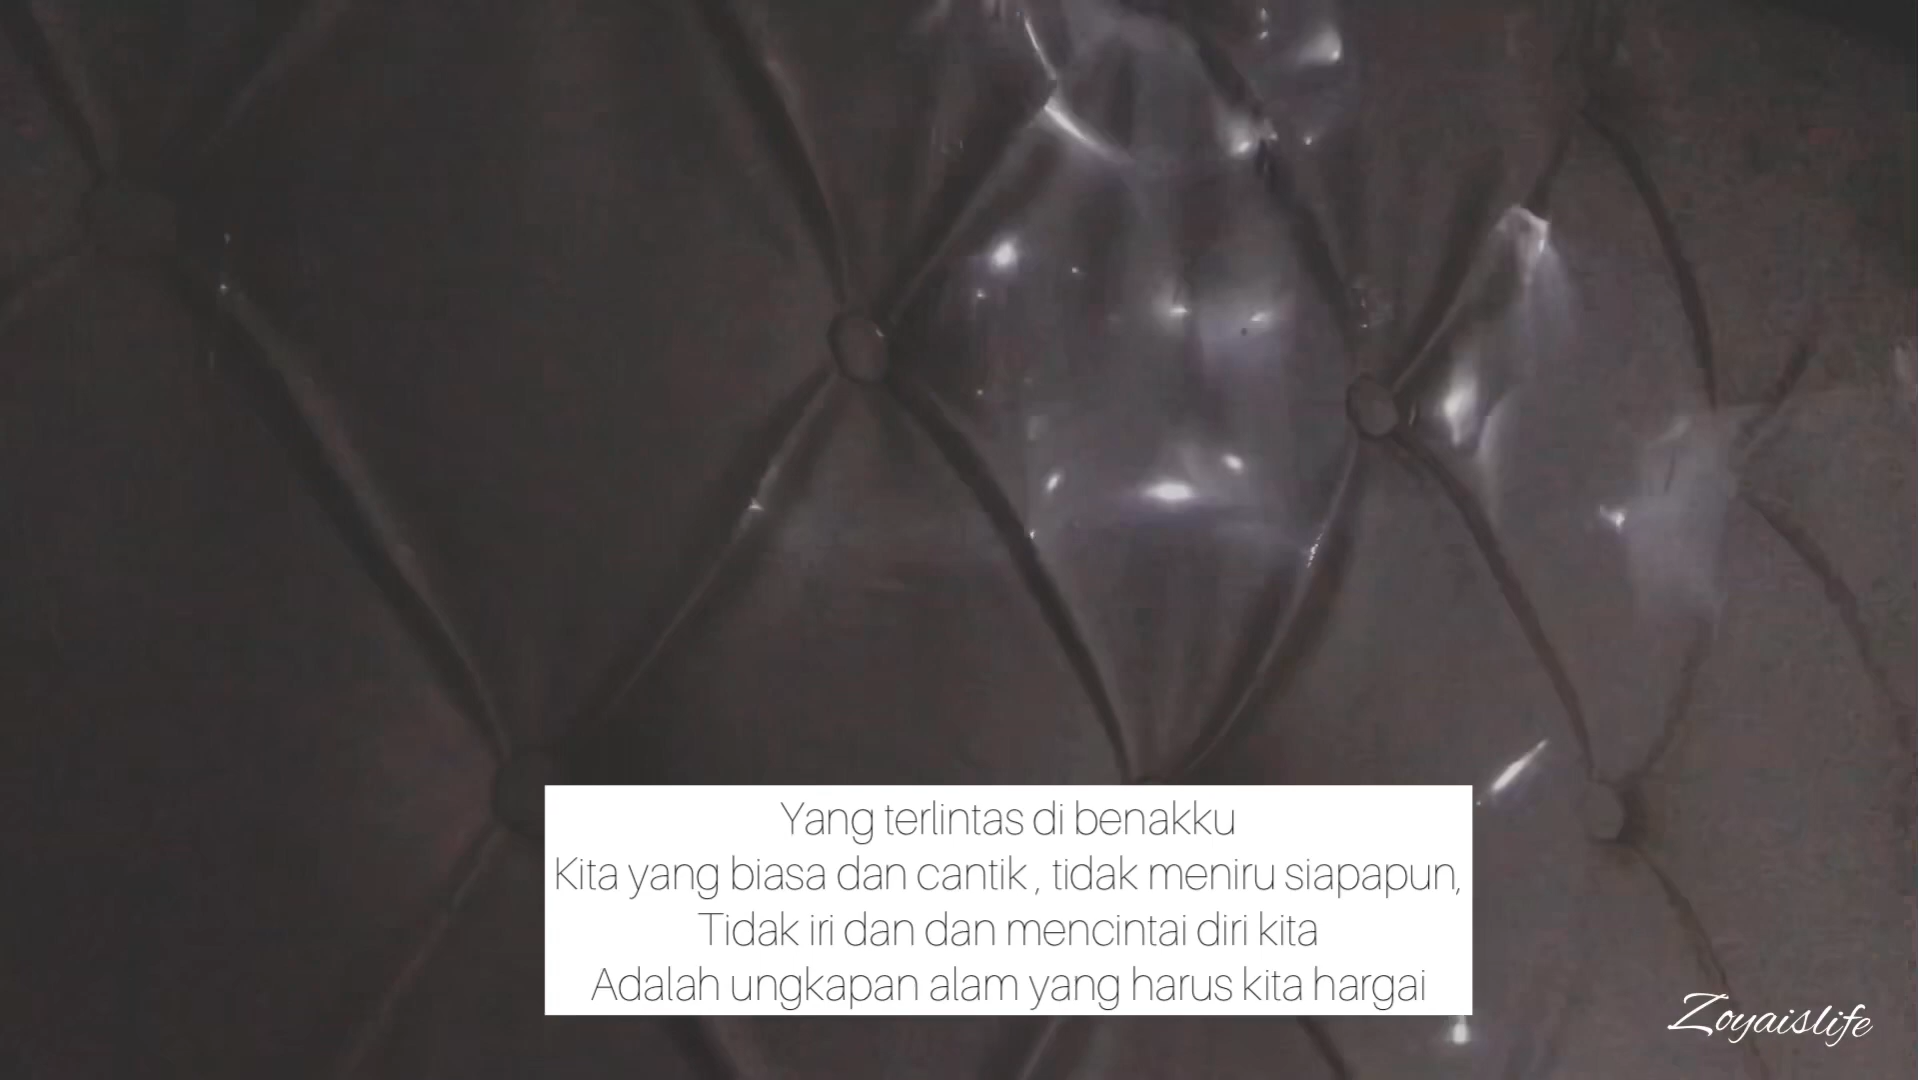 Yang terlintas di benakku
Kita yang biasa dan cantik , tidak meniru siapapun,
Tidak iri dan dan mencintai diri kita
Adalah ungkapan alam yang harus kita hargai
Zoyaislife